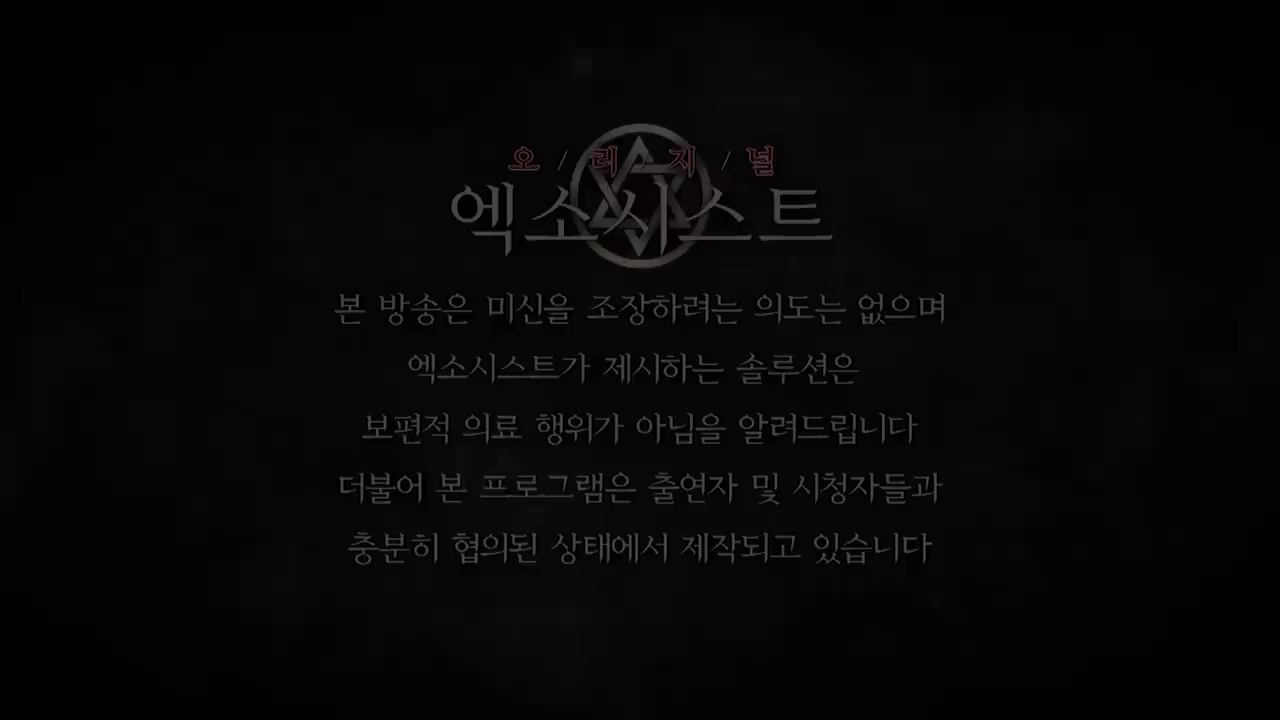 오/리/지/널
엑소시스트
본 방송은 미신을 조장하려는 의도는 없으며
엑소시스트가 제시하는 솔루션은
보편적 의료 행위가 아님을 알려드립니다
더불어 본 프로그램은 출연자 및 시청자들과
충분히 협의된 상태에서 제작되고 있습니다